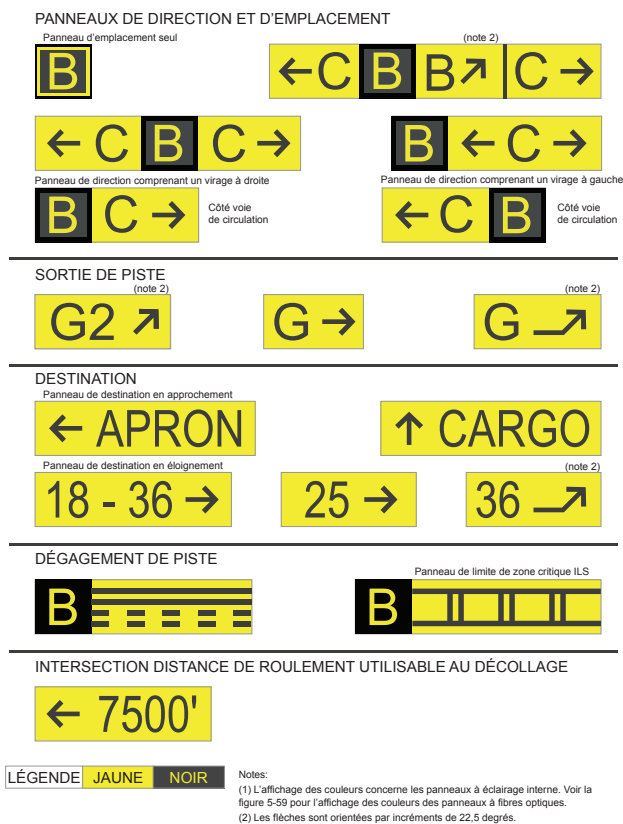 PANNEAUX DE DIRECTION ET D'EMPLACEMENT
Panneau d'emplacement seul
(note 2)
B
←C B B↗ C→
← C B C →
B ← C →
Panneau de direction comprenant un virage à droite
Panneau de direction comprenant un virage à gauche
B C →
Côté voie
de circulation
← C B
Côté voie
de circulation
SORTIE DE PISTE
(note 2)
(note 2)
G2 ↗
G →
G ↗
DESTINATION
Panneau de destination en approchement
← APRON
↑ CARGO
Panneau de destination en éloignement
(note 2)
18 - 36 →
25 →
36 ↗
DÉGAGEMENT DE PISTE
Panneau de limite de zone critique ILS
B
B
INTERSECTION DISTANCE DE ROULEMENT UTILISABLE AU DÉCOLLAGE
← 7500'
LÉGENDE JAUNE NOIR
Notes:
(1) L'affichage des couleurs concerne les panneaux à éclairage interne. Voir la
figure 5-59 pour l'affichage des couleurs des panneaux à fibres optiques.
(2) Les flèches sont orientées par incréments de 22,5 degrés.